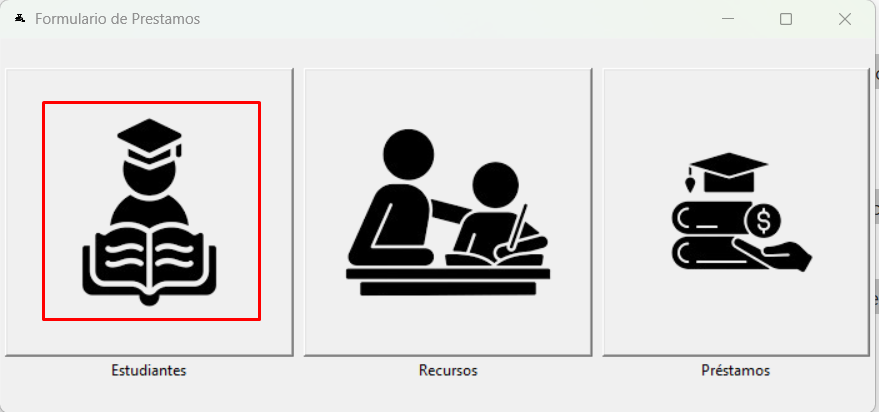 Formulario de Prestamos
Estudiantes
Recursos
Préstamos